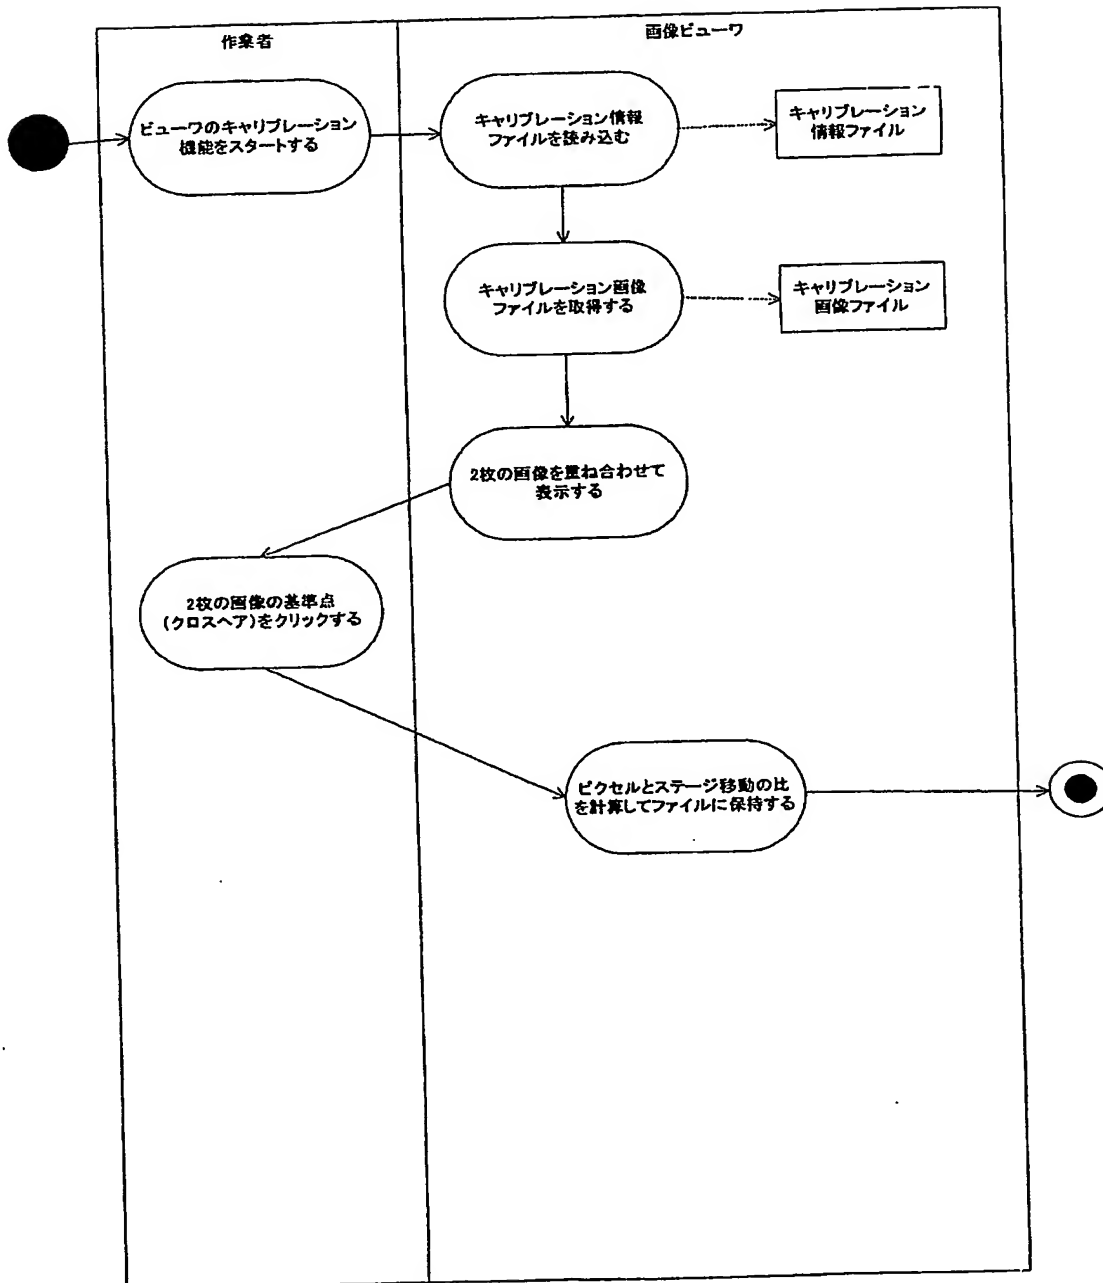 作業者
画像ビューワ
ビューワのキャリブレーション
機能をスタートする
キャリブレーション情報
ファイルを読み込む
キャリブレーション
情報ファイル
キャリブレーション画像
ファイルを取得する
キャリブレーション
画像ファイル
2枚の画像を重ね合わせて
表示する
2枚の画像の基準点
(クロスヘア)をクリックする
ピクセルとステージ移動の比
を計算してファイルに保持する